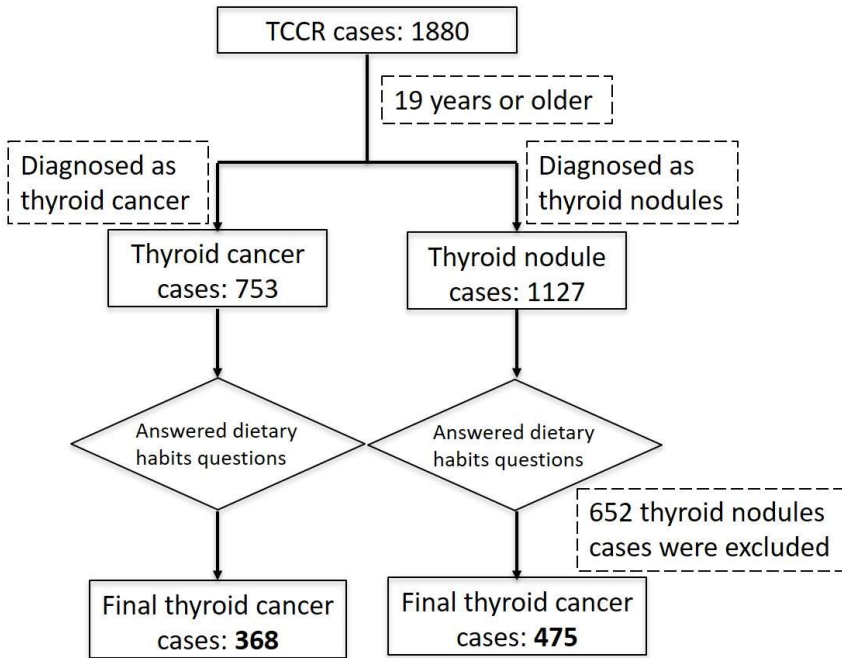 TCCR cases: 1880
19 years or older
Diagnosed as
thyroid cancer
Diagnosed as
thyroid nodules
Thyroid cancer
cases: 753
Thyroid nodule
cases: 1127
Answered dietary
habits questions
Answered dietary
habits questions
652 thyroid nodules
cases were excluded
Final thyroid cancer
cases: 368
Final thyroid cancer
cases: 475